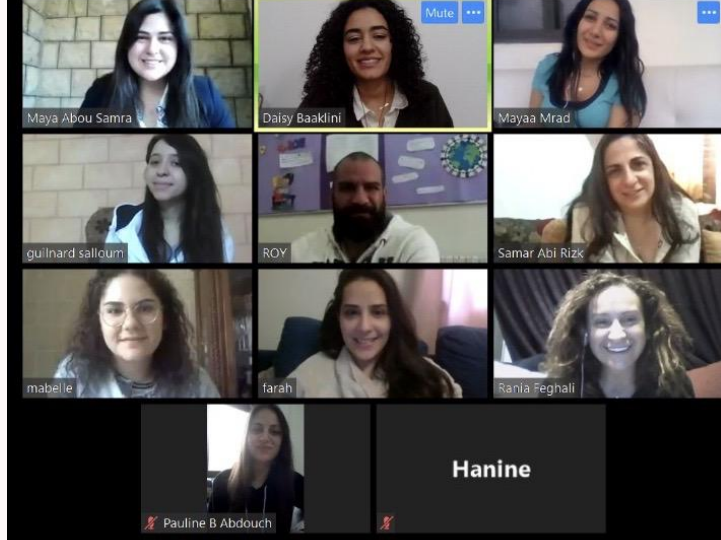 Mute
Maya Abou Samra
Daisy Baaklini
Mayaa Mrad
guilnard salloum
ROY
Samar Abi Rizk
mabelle
farah
Rania Feghali
Pauline B Abdouch
Hanine